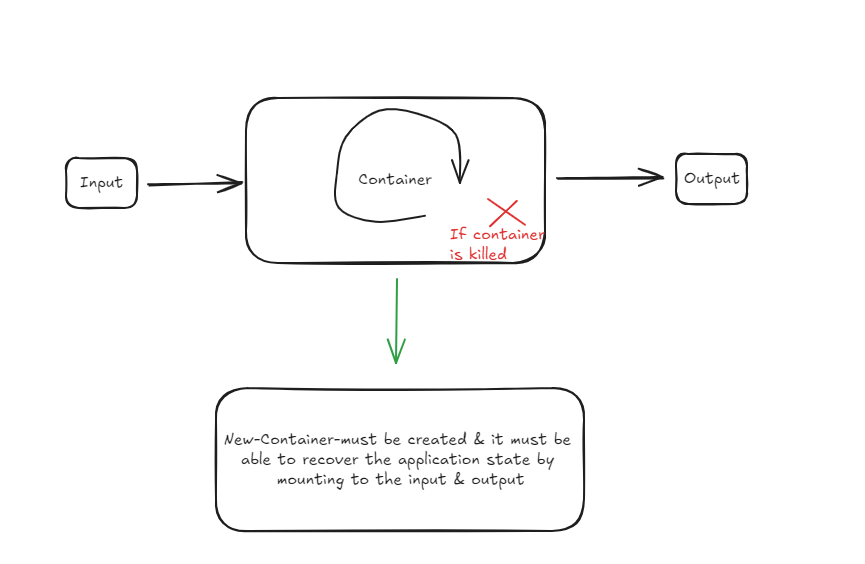 Input
Container
Output
If container
is killed
New-Container-must be created & it must be
able to recover the application state by
mounting to the input & output